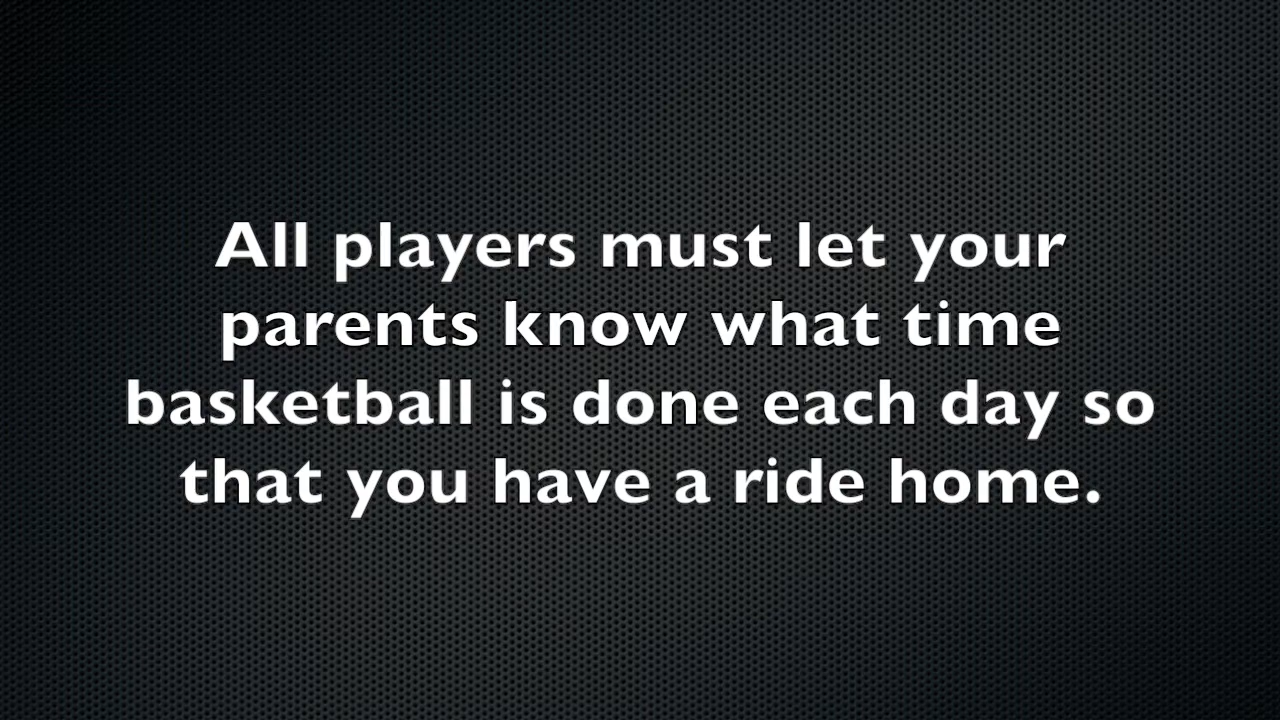 All players must let your
parents know what time
basketball is done each day so
that you have a ride home.